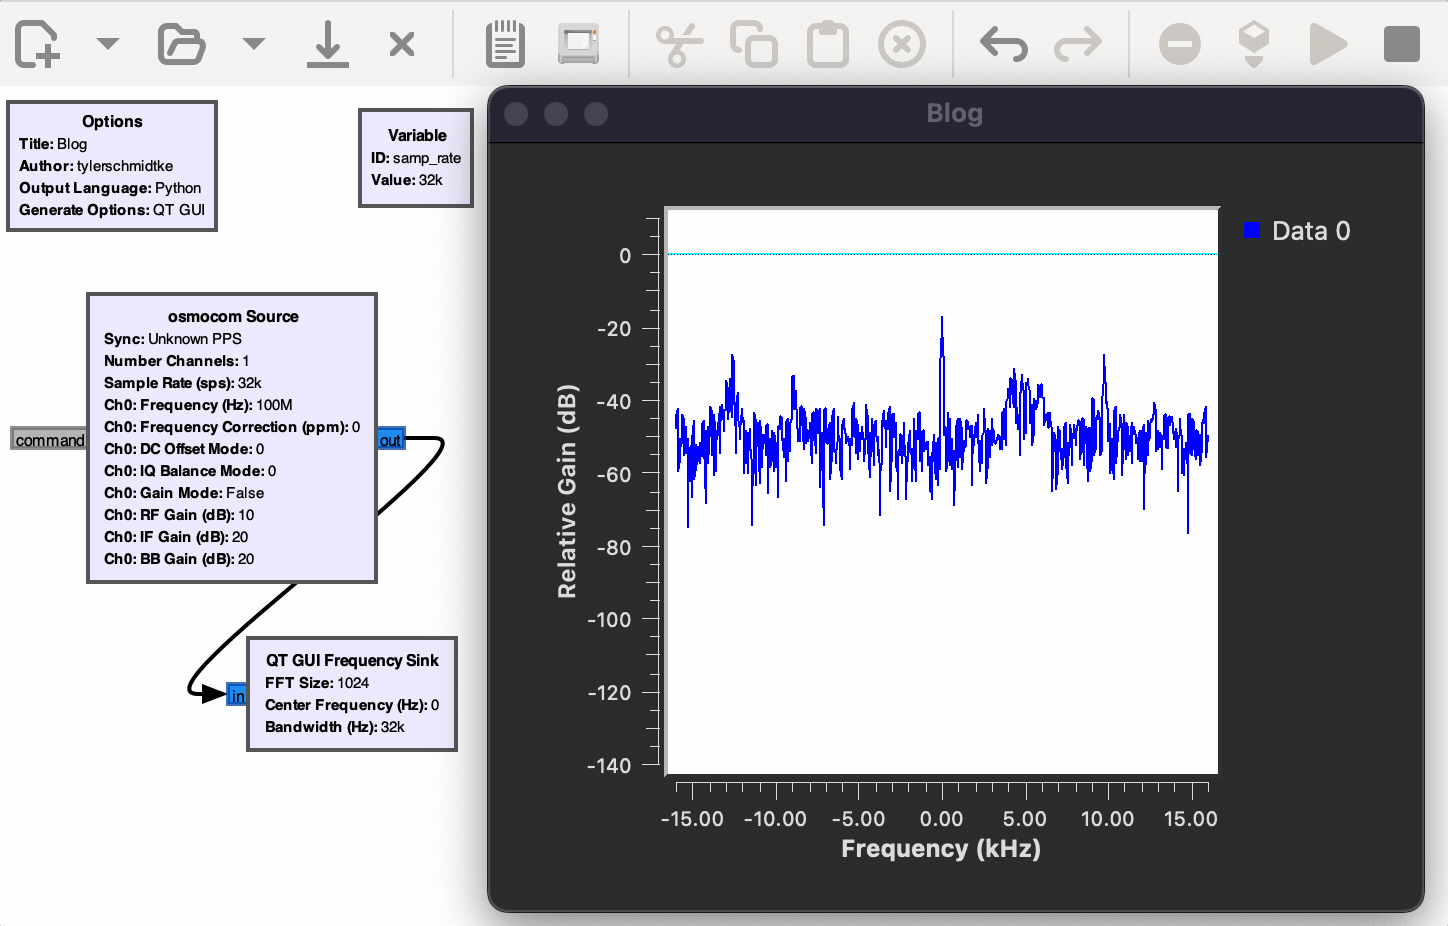 Options
Title: Blog
Author: tylerschmidtke
Output Language: Python
Generate Options: QT GUI
Variable
ID: samp_rate
Value: 32k
osmocom Source
Sync: Unknown PPS
Number Channels: 1
Sample Rate (sps): 32k
Ch0: Frequency (Hz): 100M
Ch0: Frequency Correction (ppm): 0
Ch0: DC Offset Mode: 0
Ch0: IQ Balance Mode: 0
Ch0: Gain Mode: False
Ch0: RF Gain (dB): 10
Ch0: IF Gain (dB): 20
Ch0: BB Gain (dB): 20
command
out
QT GUI Frequency Sink
FFT Size: 1024
Center Frequency (Hz): 0
Bandwidth (Hz): 32k
in
Blog
Data 0
Relative Gain (dB)
0
-20
-40
-60
-80
-100
-120
-140
-15.00 -10.00 -5.00 0.00 5.00 10.00 15.00
Frequency (kHz)